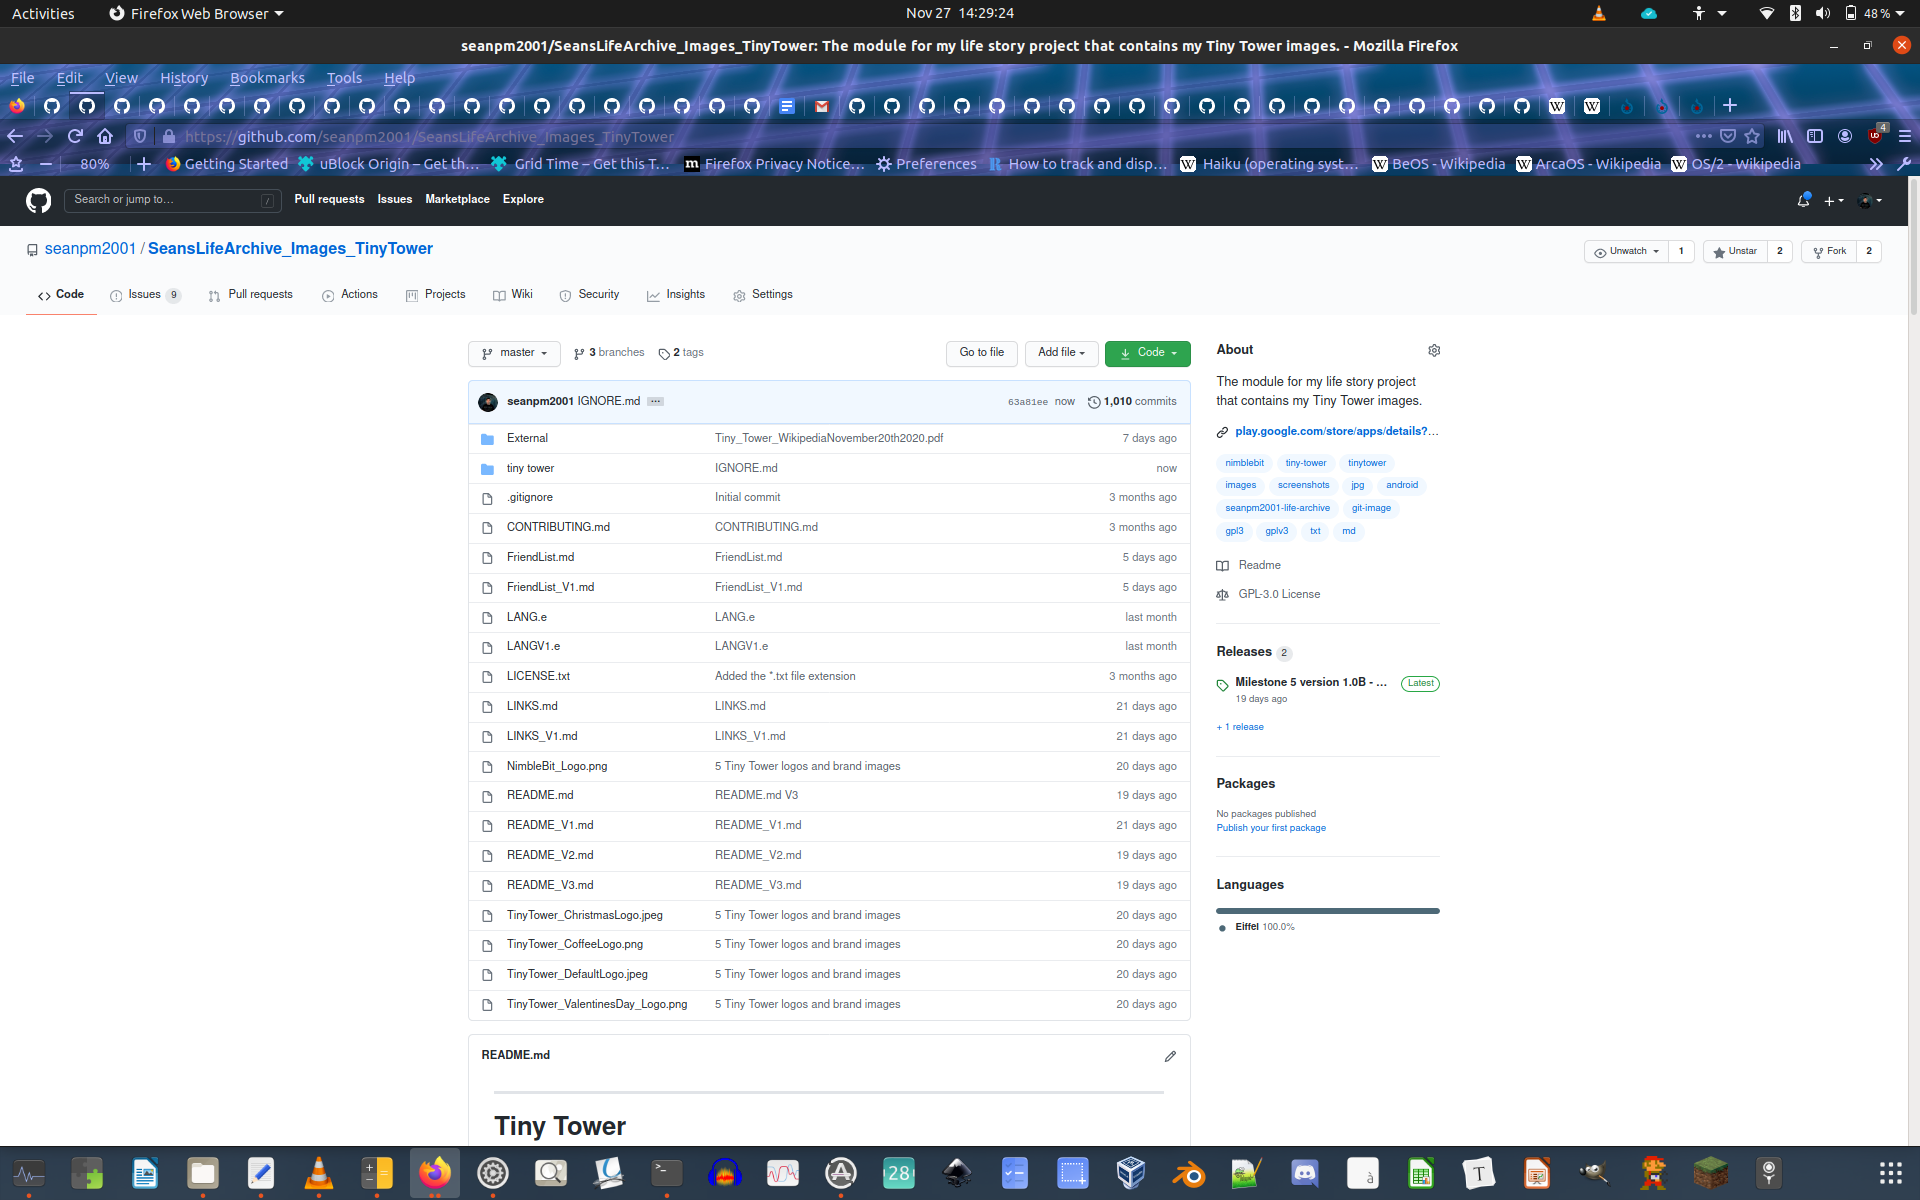 Activities
Firefox Web Browser
Nov 27 14:29:24
48 %
seanpm2001/SeansLifeArchive_Images_TinyTower: The module for my life story project that contains my Tiny Tower images. - Mozilla Firefox
File Edit View History Bookmarks Tools Help
https://github.com/seanpm2001/SeansLifeArchive_Images_TinyTower
4
80%
Getting Started
uBlock Origin – Get th…
Grid Time – Get this T…
Firefox Privacy Notice…
Preferences
How to track and disp…
Haiku (operating syst…
BeOS - Wikipedia
ArcaOS - Wikipedia
OS/2 - Wikipedia
Search or jump to… /
Pull requests Issues Marketplace Explore
seanpm2001 / SeansLifeArchive_Images_TinyTower
Unwatch 1
Unstar 2
Fork 2
Code
Issues 9
Pull requests
Actions
Projects
Wiki
Security
Insights
Settings
master
3 branches
2 tags
Go to file
Add file
Code
seanpm2001 IGNORE.md ... 63a81ee now 1,010 commits
External Tiny_Tower_WikipediaNovember20th2020.pdf 7 days ago
tiny tower IGNORE.md now
.gitignore Initial commit 3 months ago
CONTRIBUTING.md CONTRIBUTING.md 3 months ago
FriendList.md FriendList.md 5 days ago
FriendList_V1.md FriendList_V1.md 5 days ago
LANG.e LANG.e last month
LANGV1.e LANGV1.e last month
LICENSE.txt Added the *.txt file extension 3 months ago
LINKS.md LINKS.md 21 days ago
LINKS_V1.md LINKS_V1.md 21 days ago
NimbleBit_Logo.png 5 Tiny Tower logos and brand images 20 days ago
README.md README.md V3 19 days ago
README_V1.md README_V1.md 21 days ago
README_V2.md README_V2.md 19 days ago
README_V3.md README_V3.md 19 days ago
TinyTower_ChristmasLogo.jpeg 5 Tiny Tower logos and brand images 20 days ago
TinyTower_CoffeeLogo.png 5 Tiny Tower logos and brand images 20 days ago
TinyTower_DefaultLogo.jpeg 5 Tiny Tower logos and brand images 20 days ago
TinyTower_ValentinesDay_Logo.png 5 Tiny Tower logos and brand images 20 days ago
README.md
Tiny Tower
About
The module for my life story project
that contains my Tiny Tower images.
play.google.com/store/apps/details?…
nimblebit tiny-tower tinytower
images screenshots jpg android
seanpm2001-life-archive git-image
gpl3 gplv3 txt md
Readme
GPL-3.0 License
Releases 2
Milestone 5 version 1.0B - … Latest
19 days ago
+ 1 release
Packages
No packages published
Publish your first package
Languages
Eiffel 100.0%
28